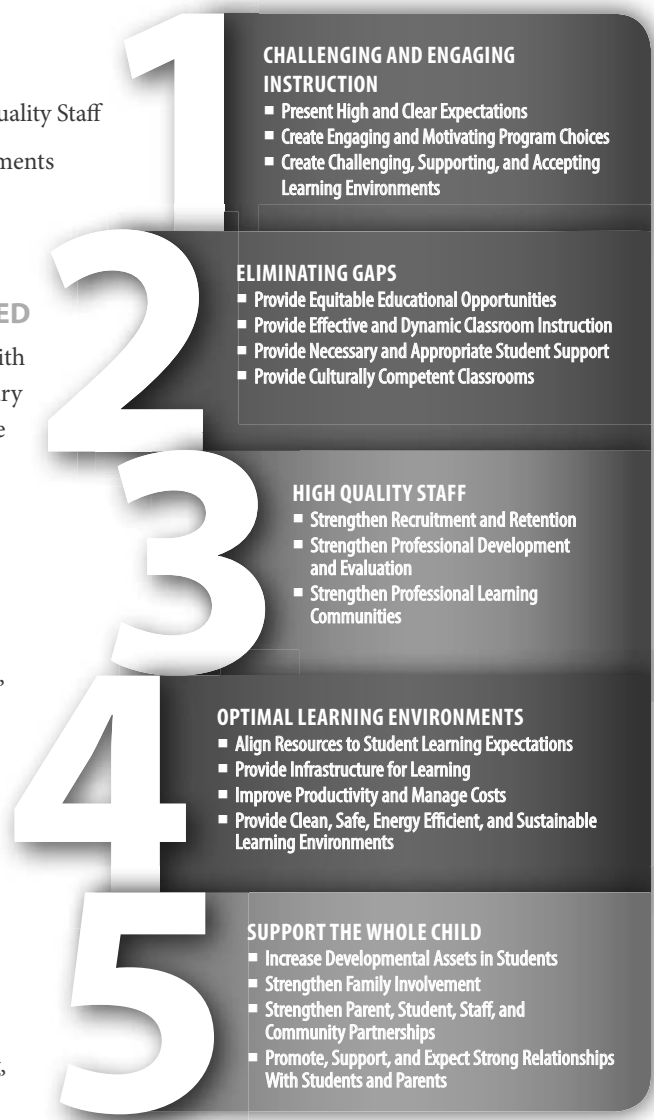 uality Staff
ments
ED
ith
ry
e
,
,
1
CHALLENGING AND ENGAGING
INSTRUCTION
■ Present High and Clear Expectations
■ Create Engaging and Motivating Program Choices
■ Create Challenging, Supporting, and Accepting
Learning Environments
2
ELIMINATING GAPS
■ Provide Equitable Educational Opportunities
■ Provide Effective and Dynamic Classroom Instruction
■ Provide Necessary and Appropriate Student Support
■ Provide Culturally Competent Classrooms
3
HIGH QUALITY STAFF
■ Strengthen Recruitment and Retention
■ Strengthen Professional Development
and Evaluation
■ Strengthen Professional Learning
Communities
4
OPTIMAL LEARNING ENVIRONMENTS
■ Align Resources to Student Learning Expectations
■ Provide Infrastructure for Learning
■ Improve Productivity and Manage Costs
■ Provide Clean, Safe, Energy Efficient, and Sustainable
Learning Environments
5
SUPPORT THE WHOLE CHILD
■ Increase Developmental Assets in Students
■ Strengthen Family Involvement
■ Strengthen Parent, Student, Staff, and
Community Partnerships
■ Promote, Support, and Expect Strong Relationships
With Students and Parents